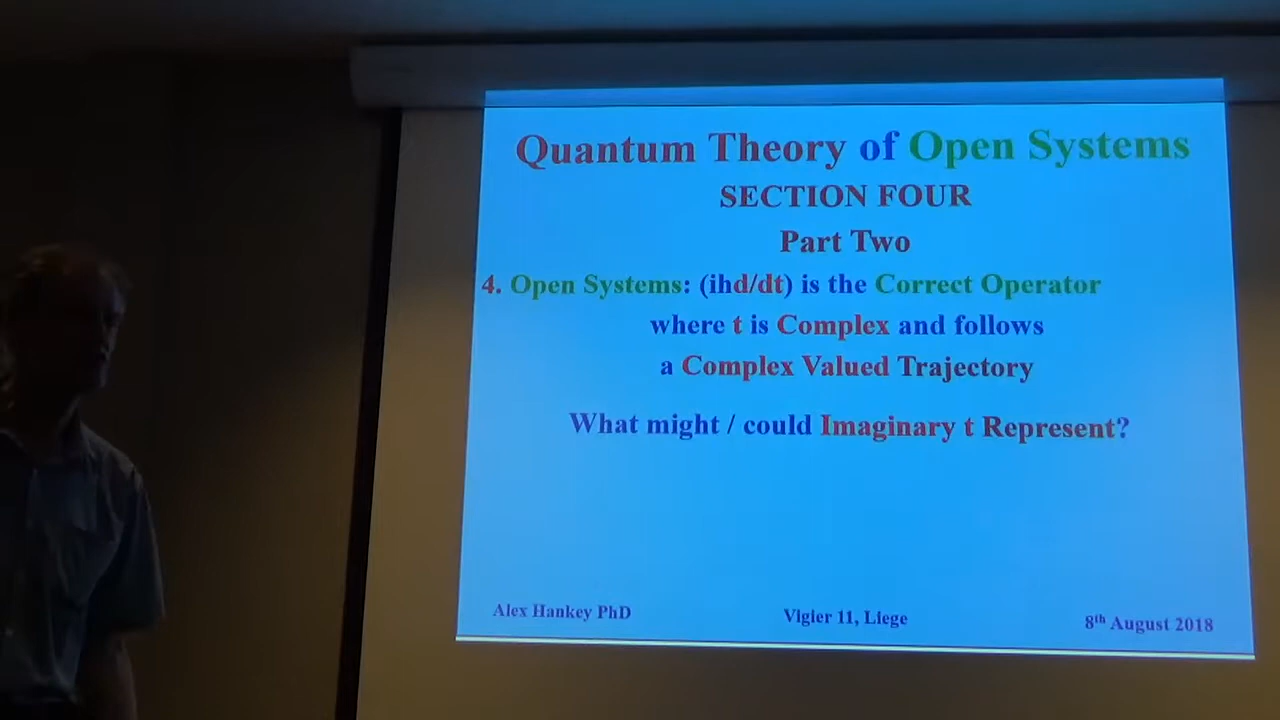 Quantum Theory of Open Systems
SECTION FOUR
Part Two
4. Open Systems: (ihd/dt) is the Correct Operator
where t is Complex and follows
a Complex Valued Trajectory
What might / could Imaginary t Represent?
Alex Hankey PhD Vigier 11, Liege 8th August 2018